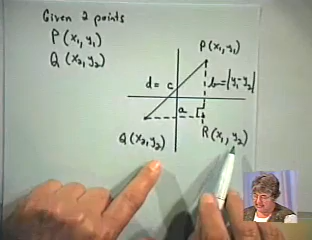 Given 2 points
P (x₁, y₁)
Q (x₂, y₂)
P(x₁, y₁)
d = c
b = |y₁ - y₂|
a
Q (x₂, y₂)
R (x₁, y₂)